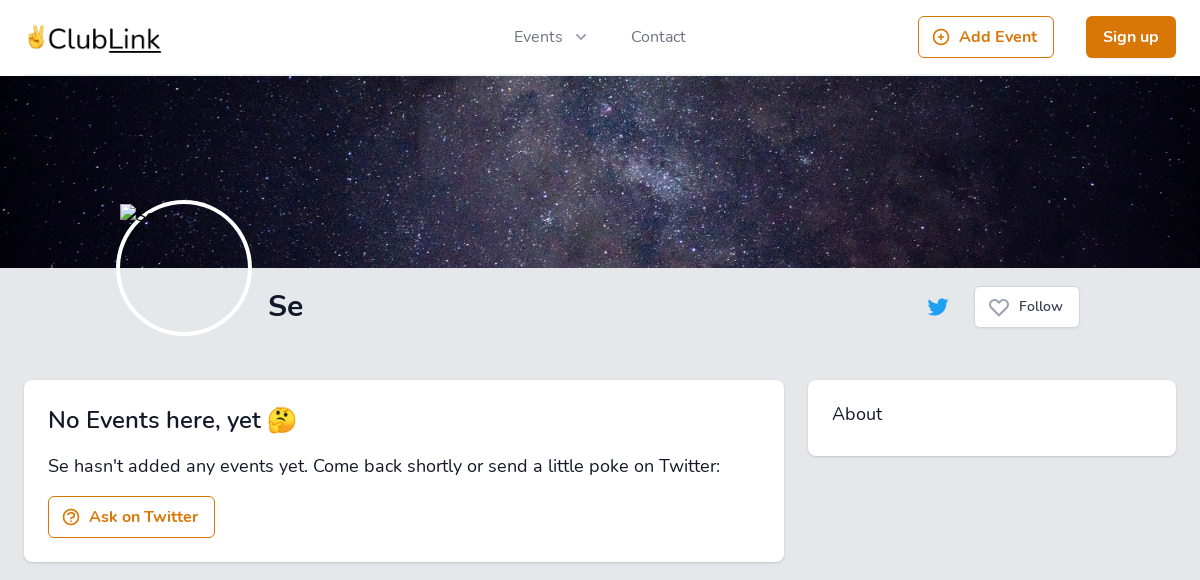 ✌️ClubLink
Events
Contact
Add Event
Sign up
Se
Follow
No Events here, yet 🤔
Se hasn't added any events yet. Come back shortly or send a little poke on Twitter:
Ask on Twitter
About